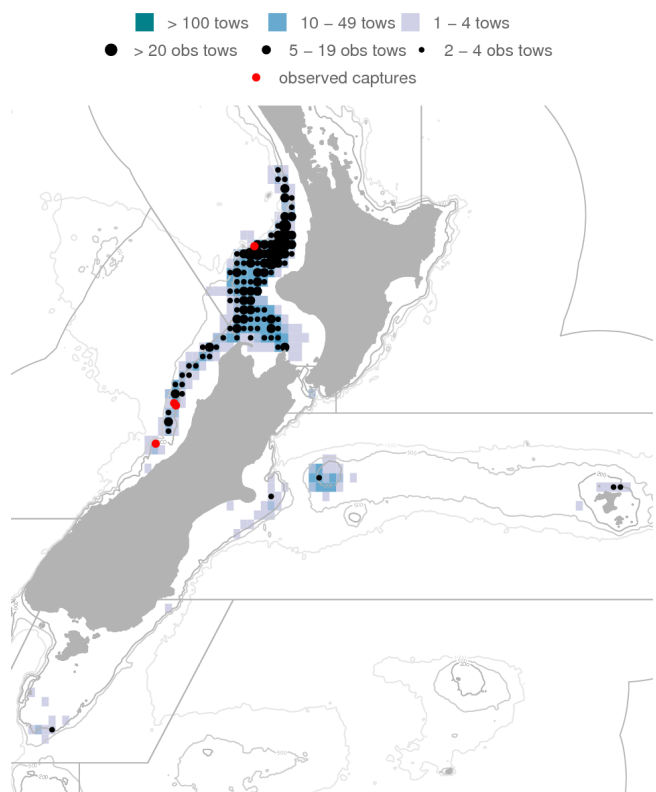 > 100 tows 10 − 49 tows 1 − 4 tows
> 20 obs tows 5 − 19 obs tows 2 − 4 obs tows
observed captures